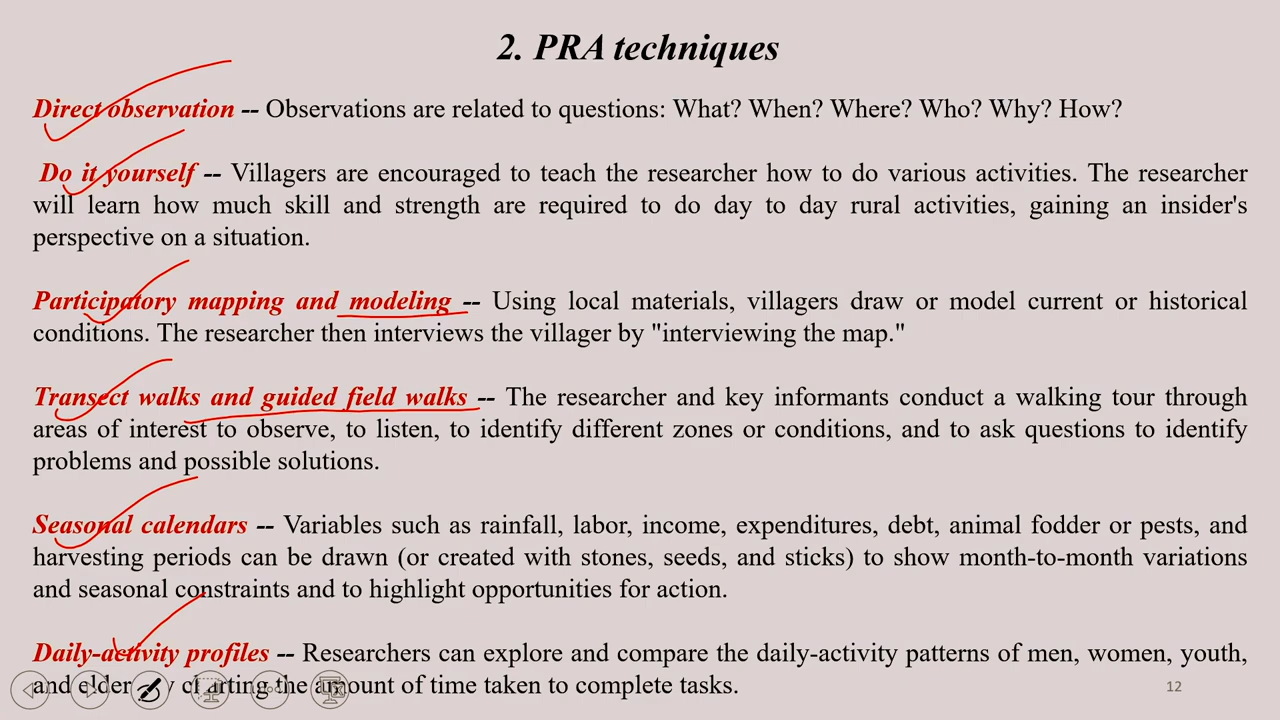 2. PRA techniques
Direct observation -- Observations are related to questions: What? When? Where? Who? Why? How?
Do it yourself -- Villagers are encouraged to teach the researcher how to do various activities. The researcher
will learn how much skill and strength are required to do day to day rural activities, gaining an insider's
perspective on a situation.
Participatory mapping and modeling -- Using local materials, villagers draw or model current or historical
conditions. The researcher then interviews the villager by "interviewing the map."
Transect walks and guided field walks -- The researcher and key informants conduct a walking tour through
areas of interest to observe, to listen, to identify different zones or conditions, and to ask questions to identify
problems and possible solutions.
Seasonal calendars -- Variables such as rainfall, labor, income, expenditures, debt, animal fodder or pests, and
harvesting periods can be drawn (or created with stones, seeds, and sticks) to show month-to-month variations
and seasonal constraints and to highlight opportunities for action.
Daily-activity profiles -- Researchers can explore and compare the daily-activity patterns of men, women, youth,
and the amount of time taken to complete tasks.
12